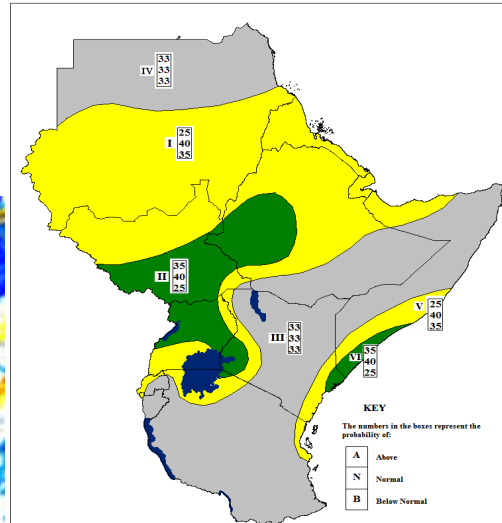 33
IV 33
33
25
I 40
35
35
II 40
25
33
III 33
33
25
V 40
35
35
VI 40
25
KEY
The numbers in the boxes represent the
probability of:
A Above
N Normal
B Below Normal